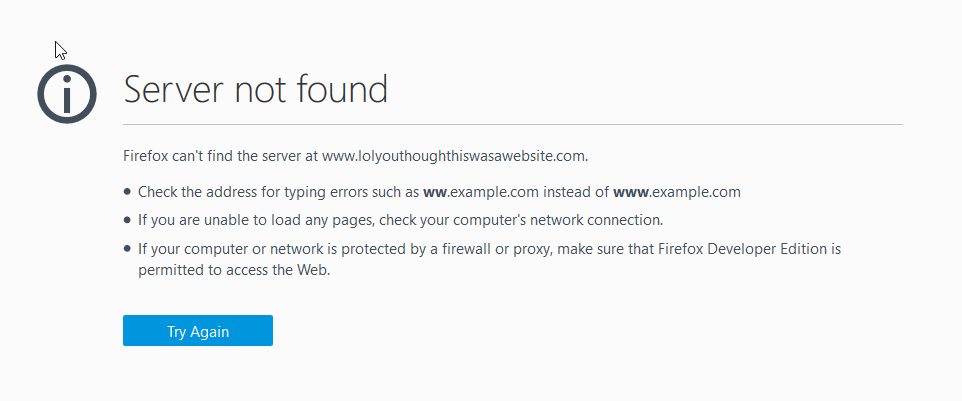 Server not found
Firefox can't find the server at www.lolyouthoughthiswasawebsite.com.
• Check the address for typing errors such as ww.example.com instead of www.example.com
• If you are unable to load any pages, check your computer's network connection.
• If your computer or network is protected by a firewall or proxy, make sure that Firefox Developer Edition is
permitted to access the Web.
Try Again